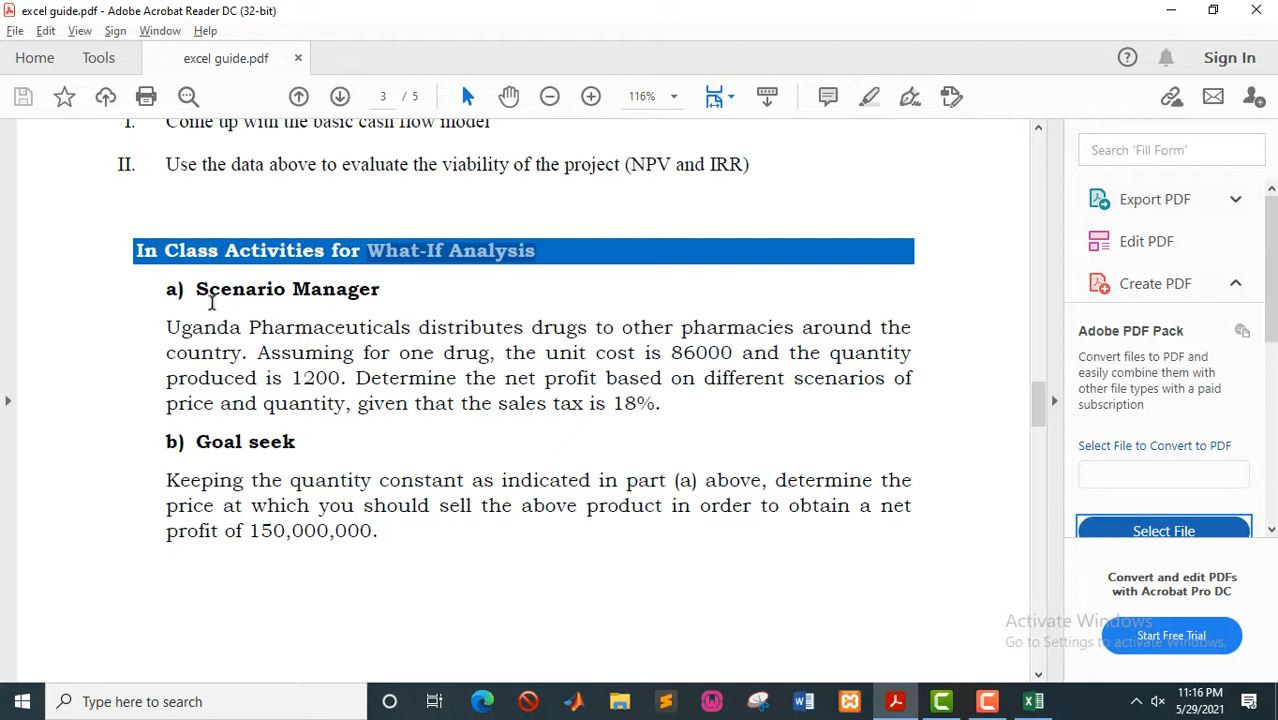 excel guide.pdf - Adobe Acrobat Reader DC (32-bit)
File Edit View Sign Window Help
Home Tools excel guide.pdf × Sign In
3 / 5 116%
I. Come up with the basic cash flow model
II. Use the data above to evaluate the viability of the project (NPV and IRR)
In Class Activities for What-If Analysis
a) Scenario Manager
Uganda Pharmaceuticals distributes drugs to other pharmacies around the
country. Assuming for one drug, the unit cost is 86000 and the quantity
produced is 1200. Determine the net profit based on different scenarios of
price and quantity, given that the sales tax is 18%.
b) Goal seek
Keeping the quantity constant as indicated in part (a) above, determine the
price at which you should sell the above product in order to obtain a net
profit of 150,000,000.
Search 'Fill Form'
Export PDF
Edit PDF
Create PDF
Adobe PDF Pack
Convert files to PDF and
easily combine them with
other file types with a paid
subscription
Select File to Convert to PDF
Select File
Convert and edit PDFs
with Acrobat Pro DC
Start Free Trial
Activate Windows
Go to Settings to activate Windows.
Type here to search
11:16 PM
5/29/2021